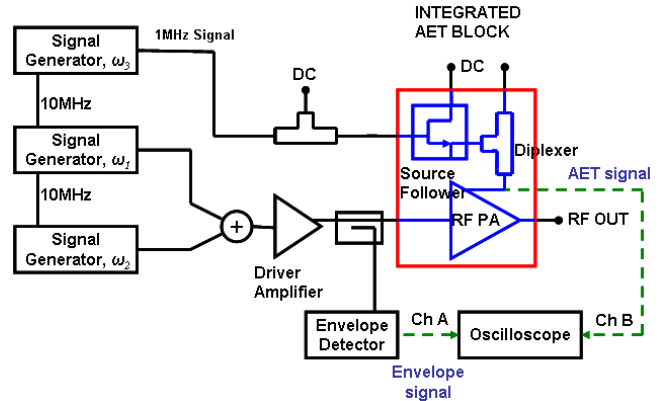 INTEGRATED
AET BLOCK
Signal
Generator, ω3
1MHz Signal
DC
DC
10MHz
Signal
Generator, ω1
Source
Follower
Diplexer
AET signal
10MHz
Signal
Generator, ω2
+
Driver
Amplifier
RF PA
RF OUT
Envelope
Detector
Ch A
Oscilloscope
Ch B
Envelope
signal